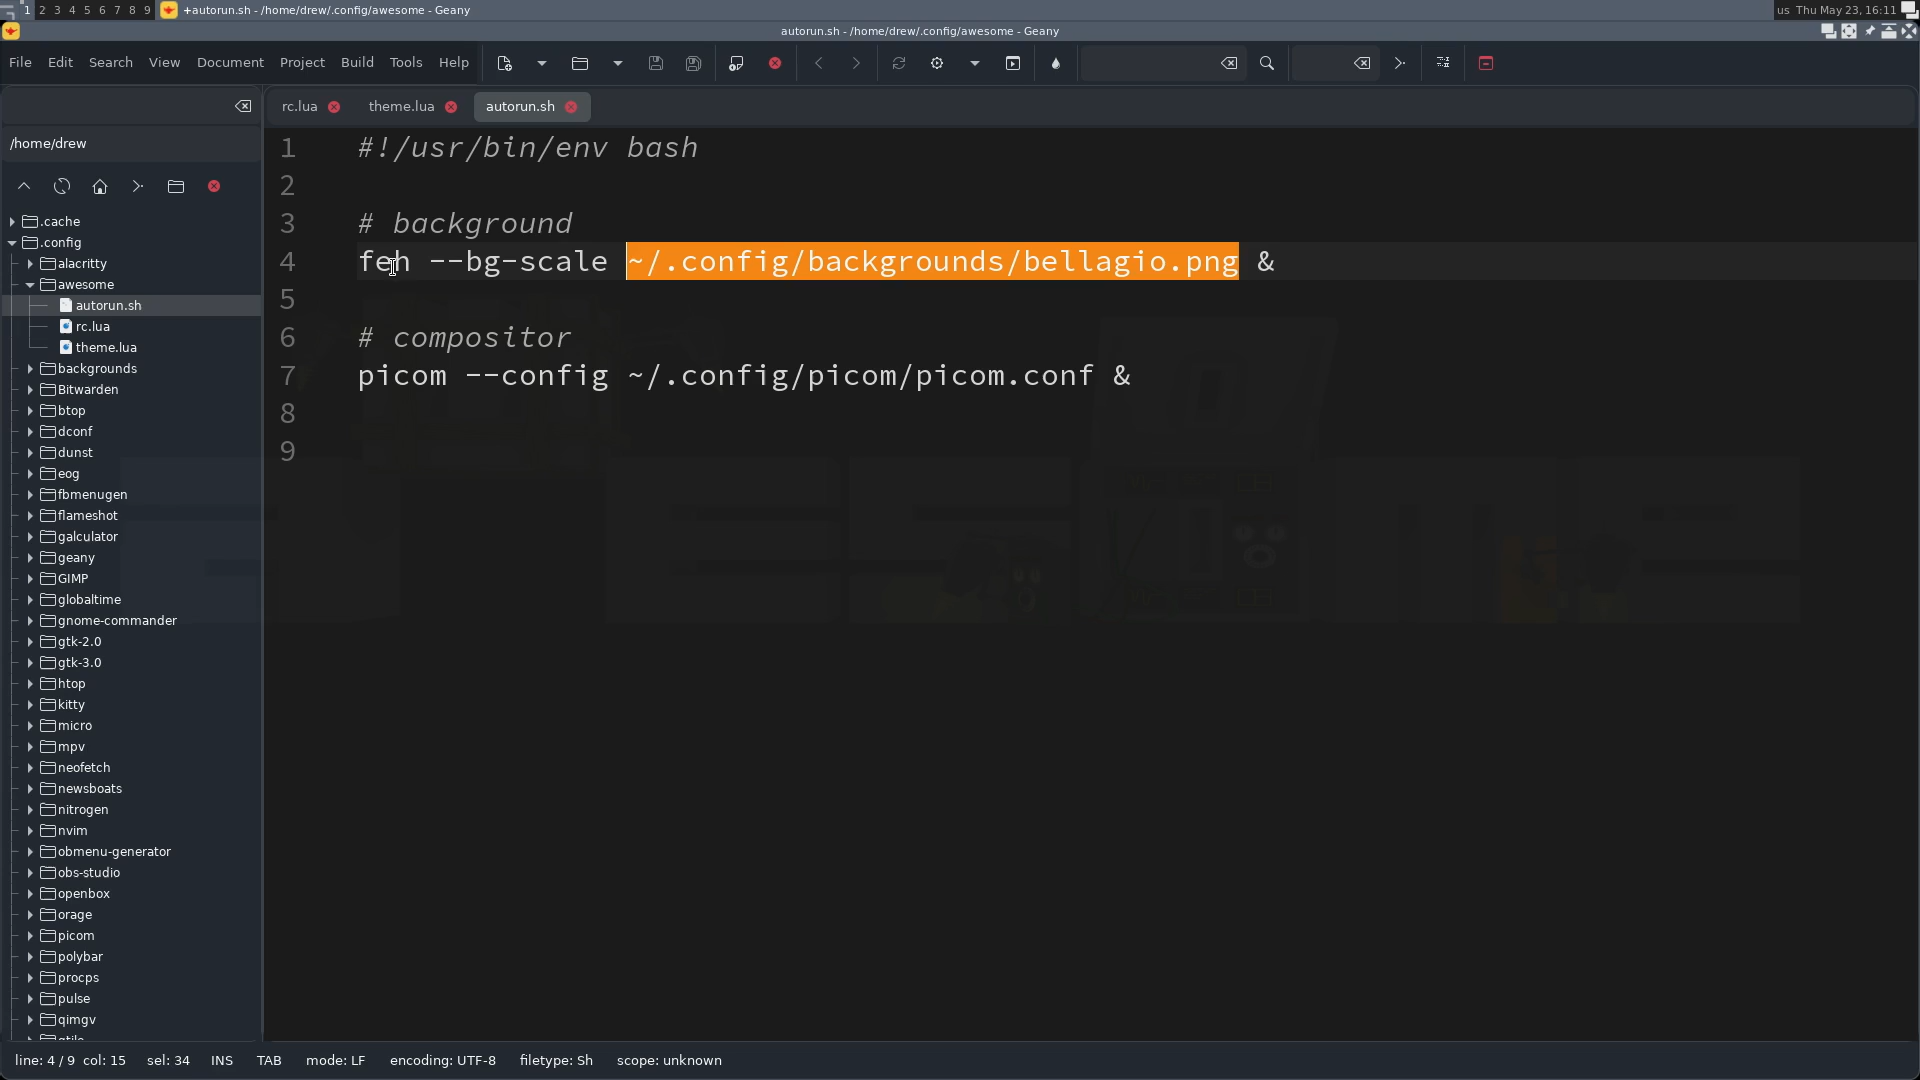 1 2 3 4 5 6 7 8 9 +autorun.sh - /home/drew/.config/awesome - Geany us Thu May 23, 16:11
autorun.sh - /home/drew/.config/awesome - Geany
File Edit Search View Document Project Build Tools Help
rc.lua theme.lua autorun.sh
/home/drew
.cache
.config
alacritty
awesome
autorun.sh
rc.lua
theme.lua
backgrounds
Bitwarden
btop
dconf
dunst
eog
fbmenugen
flameshot
galculator
geany
GIMP
globaltime
gnome-commander
gtk-2.0
gtk-3.0
htop
kitty
micro
mpv
neofetch
newsboats
nitrogen
nvim
obmenu-generator
obs-studio
openbox
orage
picom
polybar
procps
pulse
qimgv
1 #!/usr/bin/env bash
2
3 # background
4 feh --bg-scale ~/.config/backgrounds/bellagio.png &
5
6 # compositor
7 picom --config ~/.config/picom/picom.conf &
8
9
line: 4 / 9 col: 15 sel: 34 INS TAB mode: LF encoding: UTF-8 filetype: Sh scope: unknown